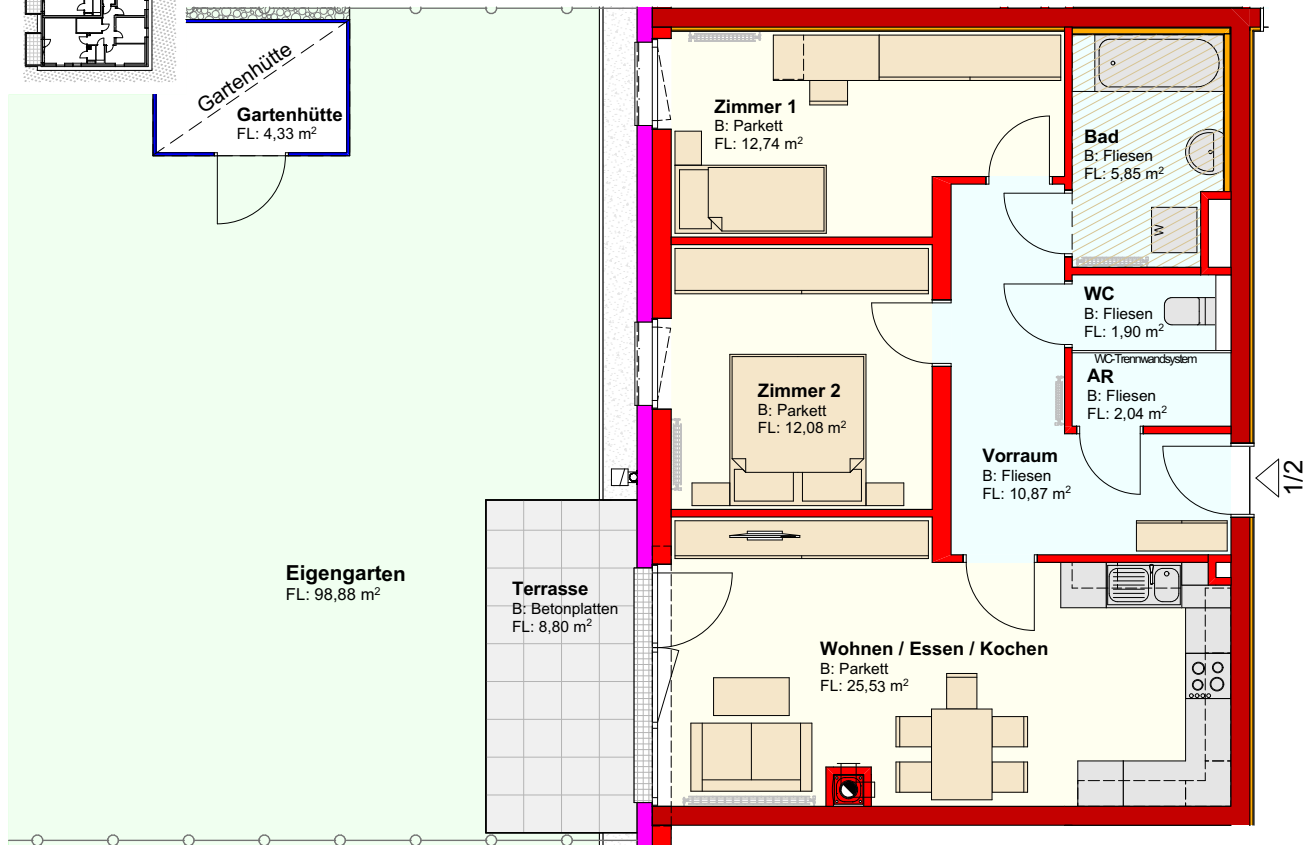 Gartenhütte
Gartenhütte
FL: 4,33 m²
Zimmer 1
B: Parkett
FL: 12,74 m²
Bad
B: Fliesen
FL: 5,85 m²
W
WC
B: Fliesen
FL: 1,90 m²
WC-Trennwandsystem
AR
B: Fliesen
FL: 2,04 m²
Zimmer 2
B: Parkett
FL: 12,08 m²
Vorraum
B: Fliesen
FL: 10,87 m²
1/2
Eigengarten
FL: 98,88 m²
Terrasse
B: Betonplatten
FL: 8,80 m²
Wohnen / Essen / Kochen
B: Parkett
FL: 25,53 m²